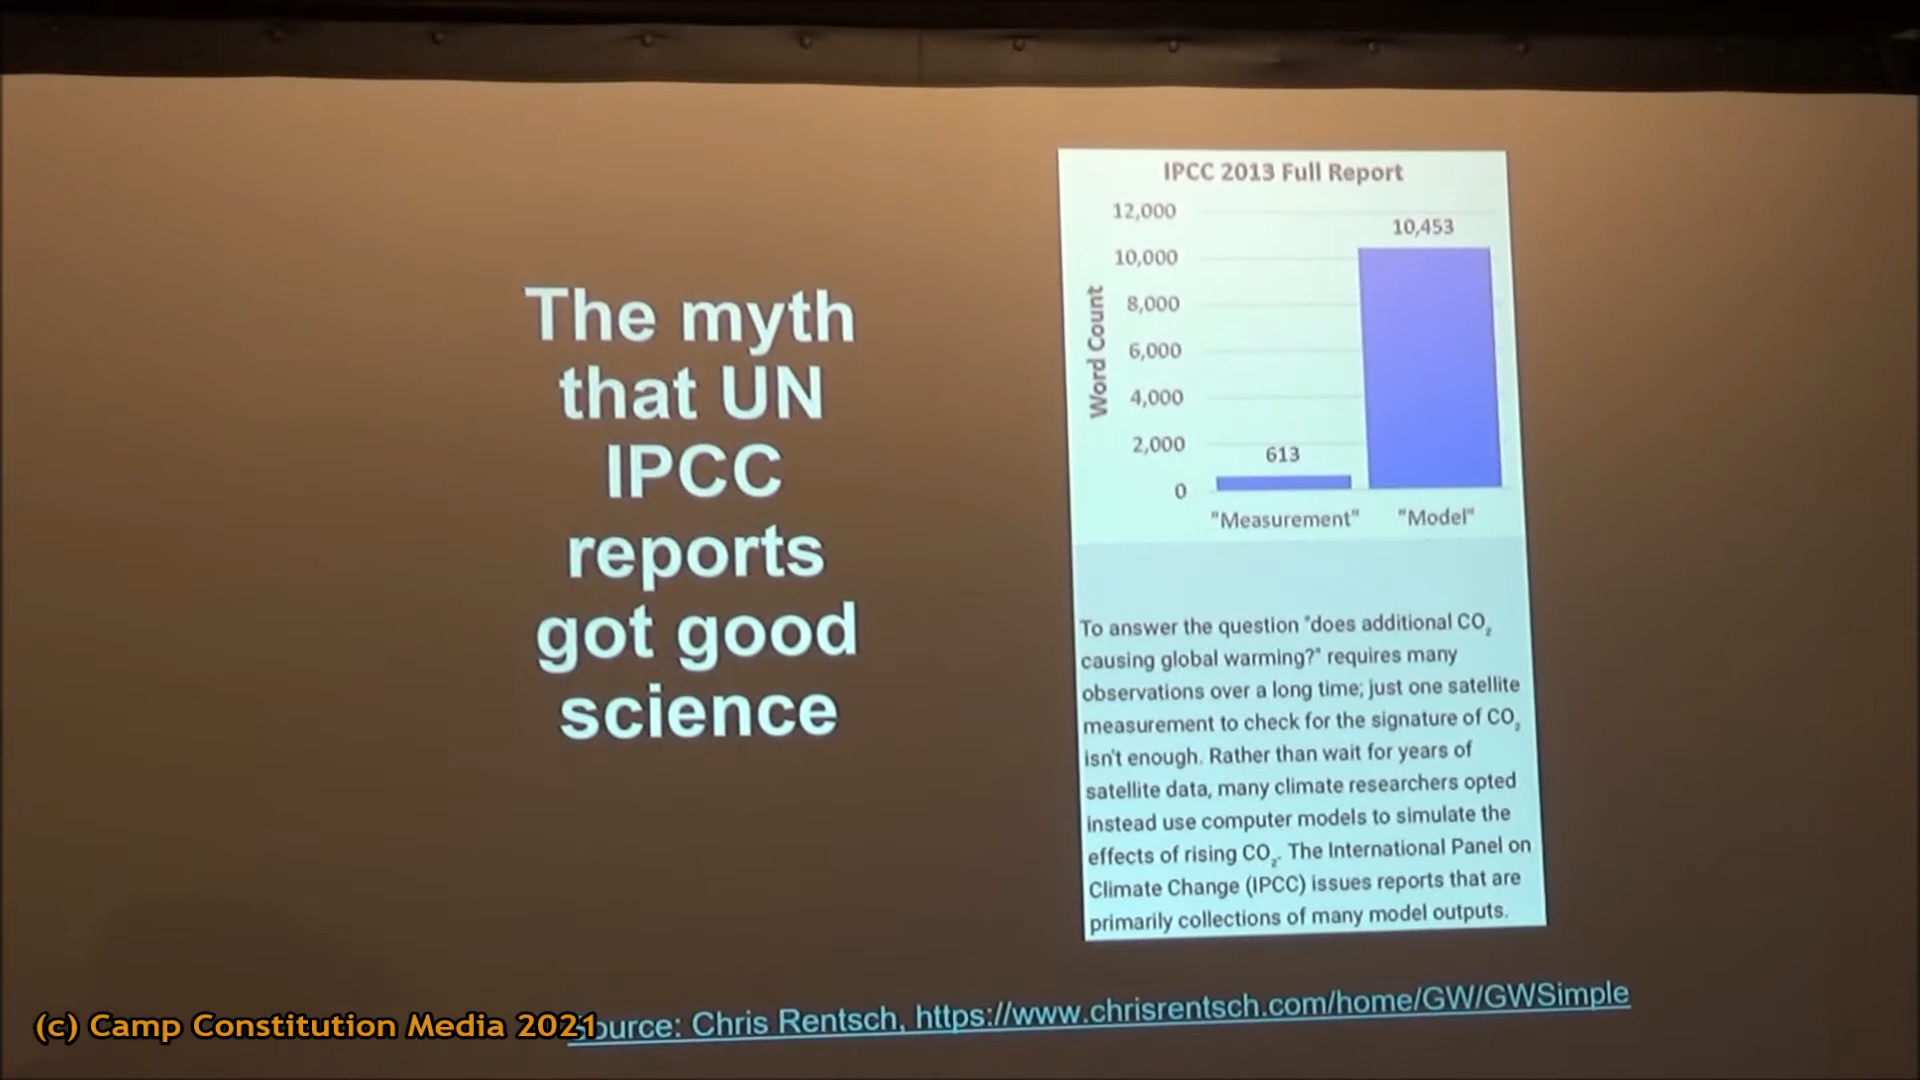 The myth
that UN
IPCC
reports
got good
science
IPCC 2013 Full Report
12,000
10,000
8,000
6,000
4,000
2,000
0
Word Count
613
10,453
"Measurement"
"Model"
To answer the question "does additional CO₂
causing global warming?" requires many
observations over a long time; just one satellite
measurement to check for the signature of CO₂
isn't enough. Rather than wait for years of
satellite data, many climate researchers opted
instead use computer models to simulate the
effects of rising CO₂. The International Panel on
Climate Change (IPCC) issues reports that are
primarily collections of many model outputs.
Source: Chris Rentsch, https://www.chrisrentsch.com/home/GW/GWSimple
(c) Camp Constitution Media 2021